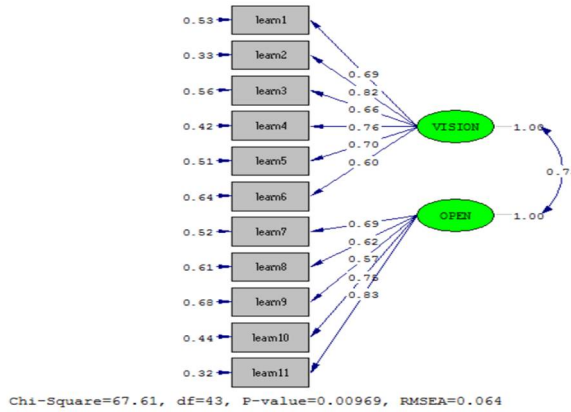 0.53 learn1
0.33 learn2
0.69
0.56 learn3
0.82
0.66
0.42 learn4 0.76 VISION 1.00
0.51 learn5 0.70
0.60
0.64 learn6
0.52 learn7 0.69 OPEN 1.00
0.62
0.61 learn8 0.57
0.68 learn9 0.83
0.44 learn10
0.32 learn11
Chi-Square=67.61, df=43, P-value=0.00969, RMSEA=0.064